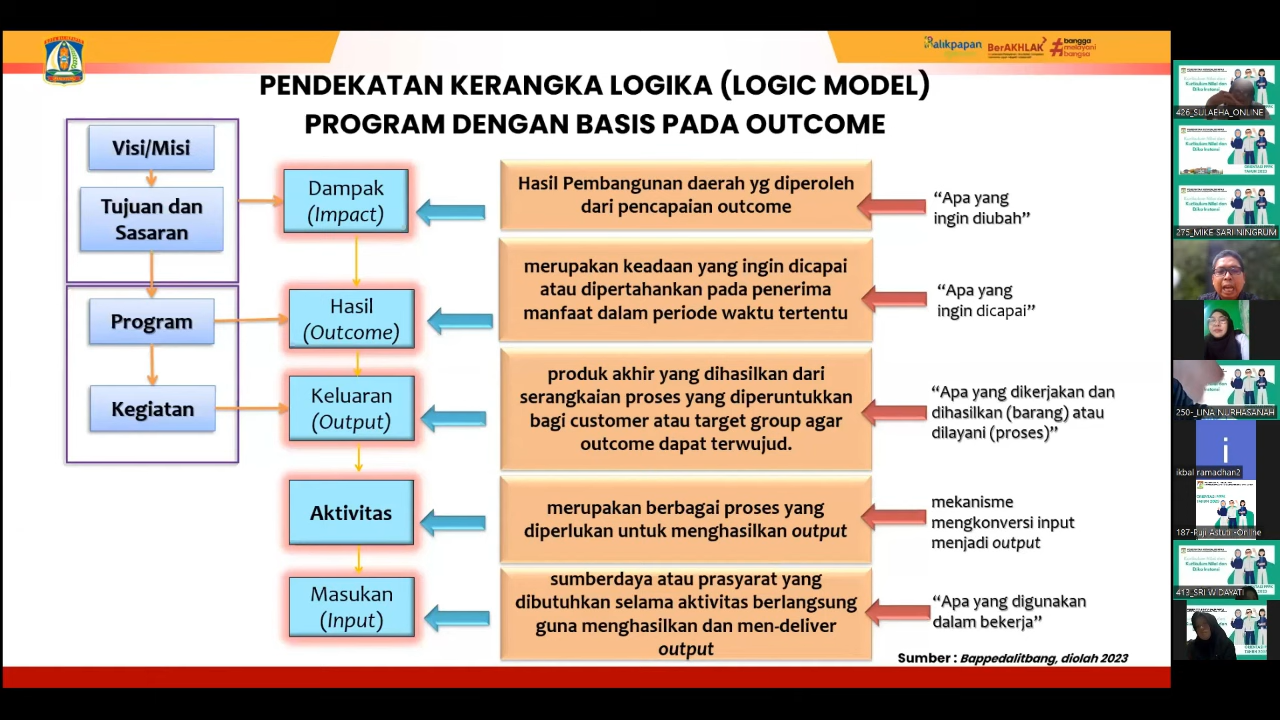 Balikpapan
BerAKHLAK
#bangga
melayani
bangsa
PENDEKATAN KERANGKA LOGIKA (LOGIC MODEL)
PROGRAM DENGAN BASIS PADA OUTCOME
Visi/Misi
Tujuan dan
Sasaran
Program
Kegiatan
Dampak
(Impact)
Hasil Pembangunan daerah yg diperoleh
dari pencapaian outcome
“Apa yang
ingin diubah”
Hasil
(Outcome)
merupakan keadaan yang ingin dicapai
atau dipertahankan pada penerima
manfaat dalam periode waktu tertentu
“Apa yang
ingin dicapai”
Keluaran
(Output)
produk akhir yang dihasilkan dari
serangkaian proses yang diperuntukkan
bagi customer atau target group agar
outcome dapat terwujud.
“Apa yang dikerjakan dan
dihasilkan (barang) atau
dilayani (proses)”
Aktivitas
merupakan berbagai proses yang
diperlukan untuk menghasilkan output
mekanisme
mengkonversi input
menjadi output
Masukan
(Input)
sumberdaya atau prasyarat yang
dibutuhkan selama aktivitas berlangsung
guna menghasilkan dan men-deliver
output
“Apa yang digunakan
dalam bekerja”
Sumber : Bappedalitbang, diolah 2023
426_SULAEHA_ONLINE
275_MIKE SARI NINGRUM
250-_LINA NURHASANAH
i
ikbal ramadhan2
187-Puji Astuti -Online
413_SRI WIDAYATI